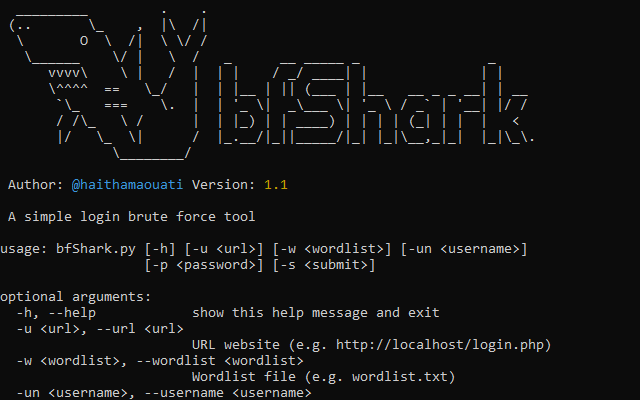 bfShark
Author: @haithamaouati Version: 1.1
A simple login brute force tool
usage: bfShark.py [-h] [-u <url>] [-w <wordlist>] [-un <username>]
[-p <password>] [-s <submit>]
optional arguments:
-h, --help show this help message and exit
-u <url>, --url <url>
URL website (e.g. http://localhost/login.php)
-w <wordlist>, --wordlist <wordlist>
Wordlist file (e.g. wordlist.txt)
-un <username>, --username <username>